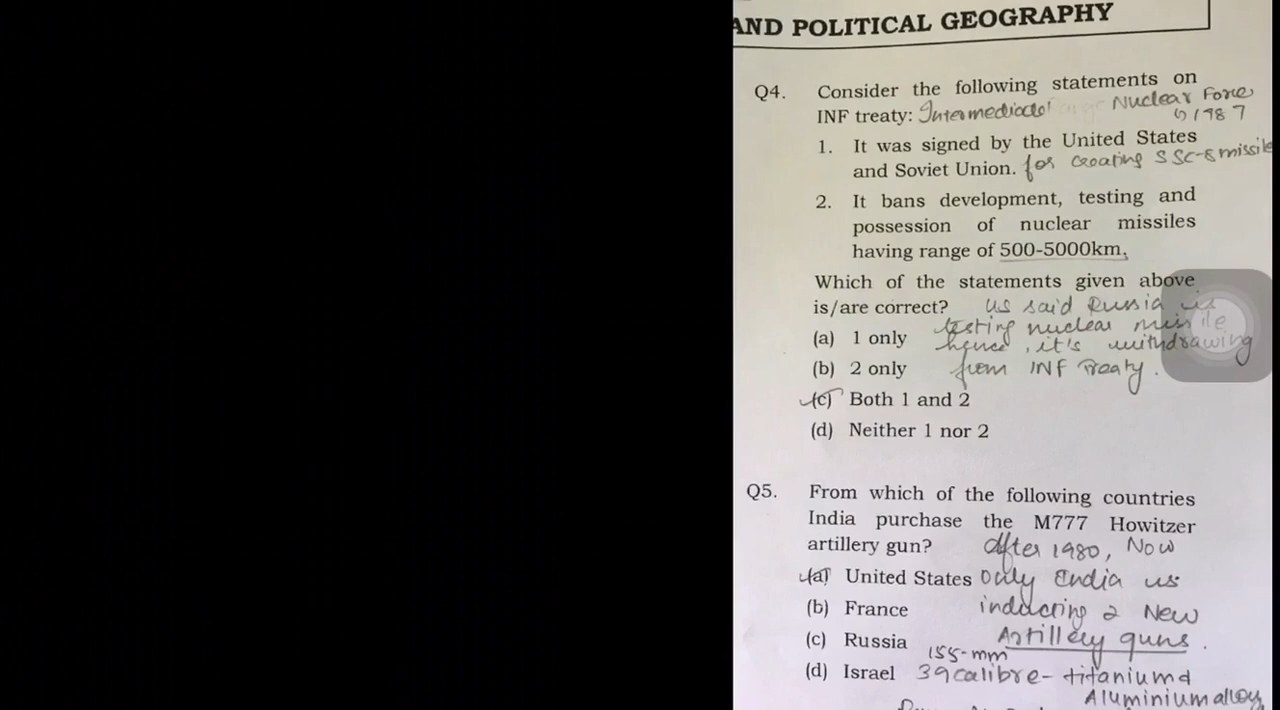 AND POLITICAL GEOGRAPHY
Q4. Consider the following statements on
INF treaty: Intermediate Nuclear Force
1987
1. It was signed by the United States
and Soviet Union. for creating SSC-8 missile
2. It bans development, testing and
possession of nuclear missiles
having range of 500-5000km.
Which of the statements given above
is/are correct? US said Russia is
testing nuclear missile
(a) 1 only hence, it's withdrawing
(b) 2 only from INF Treaty.
(c) Both 1 and 2
(d) Neither 1 nor 2
Q5. From which of the following countries
India purchase the M777 Howitzer
artillery gun? After 1980, Now
(a) United States only India is
(b) France inducting 2 New
(c) Russia Artillery guns.
155-mm
(d) Israel 39 calibre - titanium &
Aluminium alloy